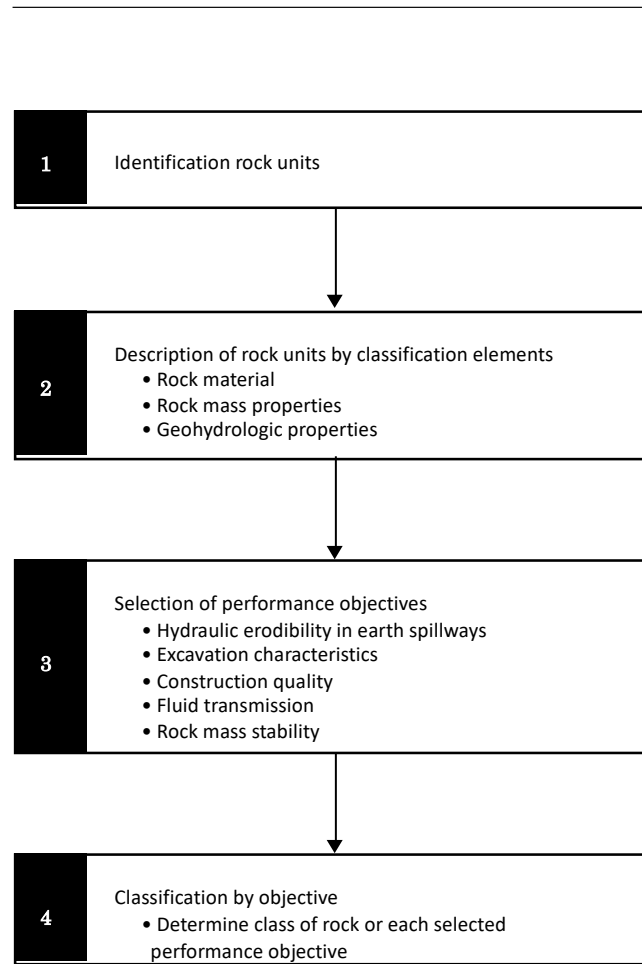 1
Identification rock units
2
Description of rock units by classification elements
• Rock material
• Rock mass properties
• Geohydrologic properties
3
Selection of performance objectives
• Hydraulic erodibility in earth spillways
• Excavation characteristics
• Construction quality
• Fluid transmission
• Rock mass stability
4
Classification by objective
• Determine class of rock or each selected
performance objective